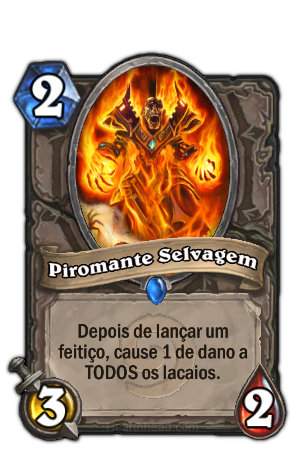 2
Piromante Selvagem
Depois de lançar um
feitiço, cause 1 de dano a
TODOS os lacaios.
3
2